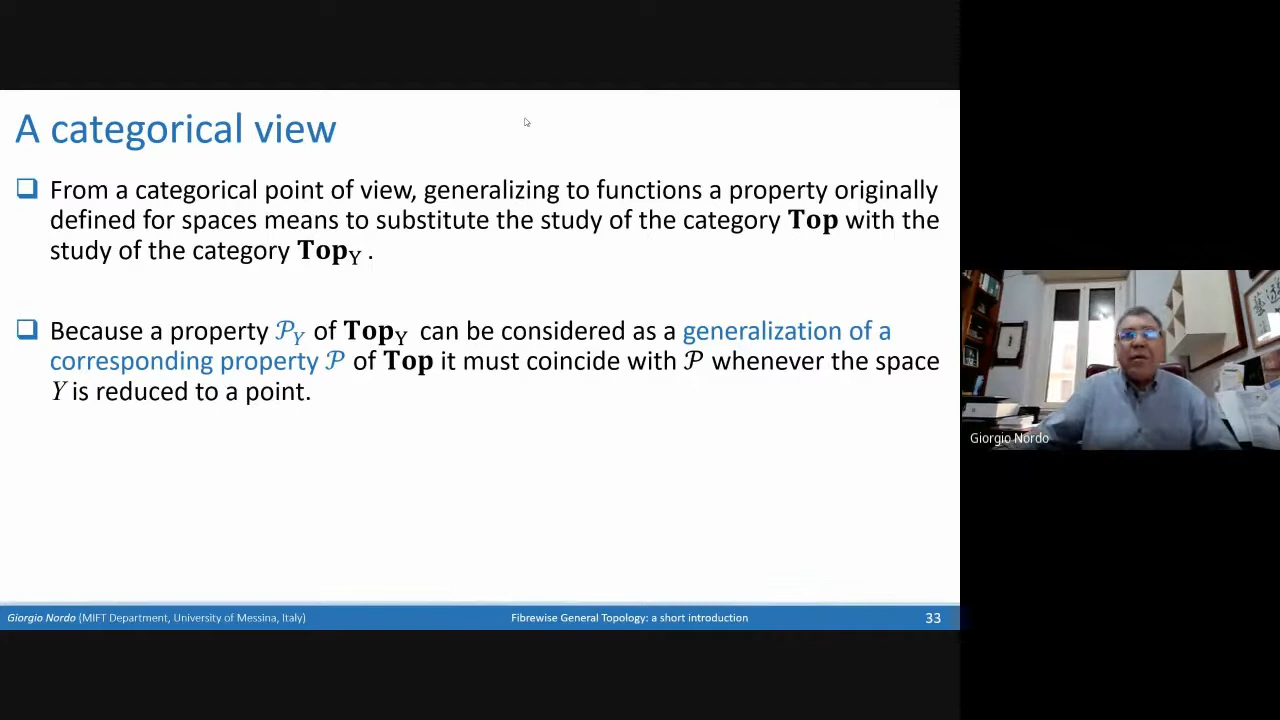 A categorical view
❑ From a categorical point of view, generalizing to functions a property originally
defined for spaces means to substitute the study of the category Top with the
study of the category Top_Y .
❑ Because a property 𝒫_Y of Top_Y can be considered as a generalization of a
corresponding property 𝒫 of Top it must coincide with 𝒫 whenever the space
Y is reduced to a point.
Giorgio Nordo
Giorgio Nordo (MIFT Department, University of Messina, Italy) Fibrewise General Topology: a short introduction 33